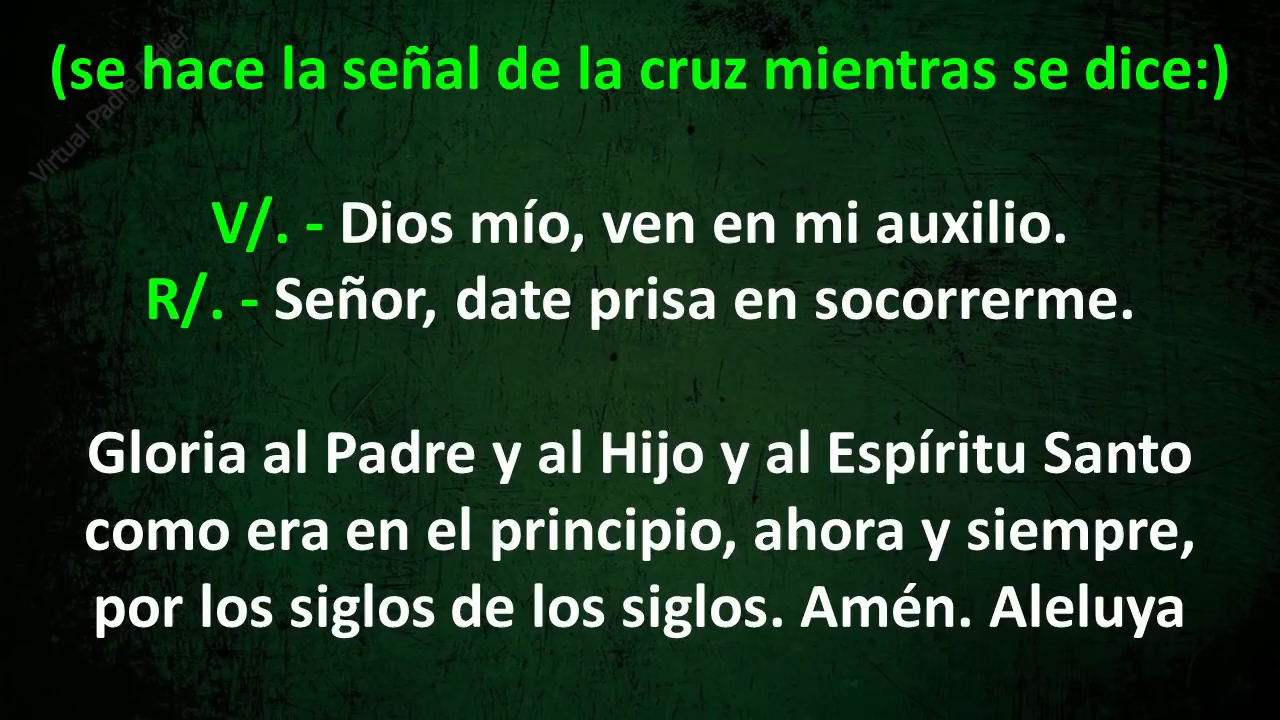 (se hace la señal de la cruz mientras se dice:)
V/. - Dios mío, ven en mi auxilio.
R/. - Señor, date prisa en socorrerme.
Gloria al Padre y al Hijo y al Espíritu Santo
como era en el principio, ahora y siempre,
por los siglos de los siglos. Amén. Aleluya
Virtual Padre